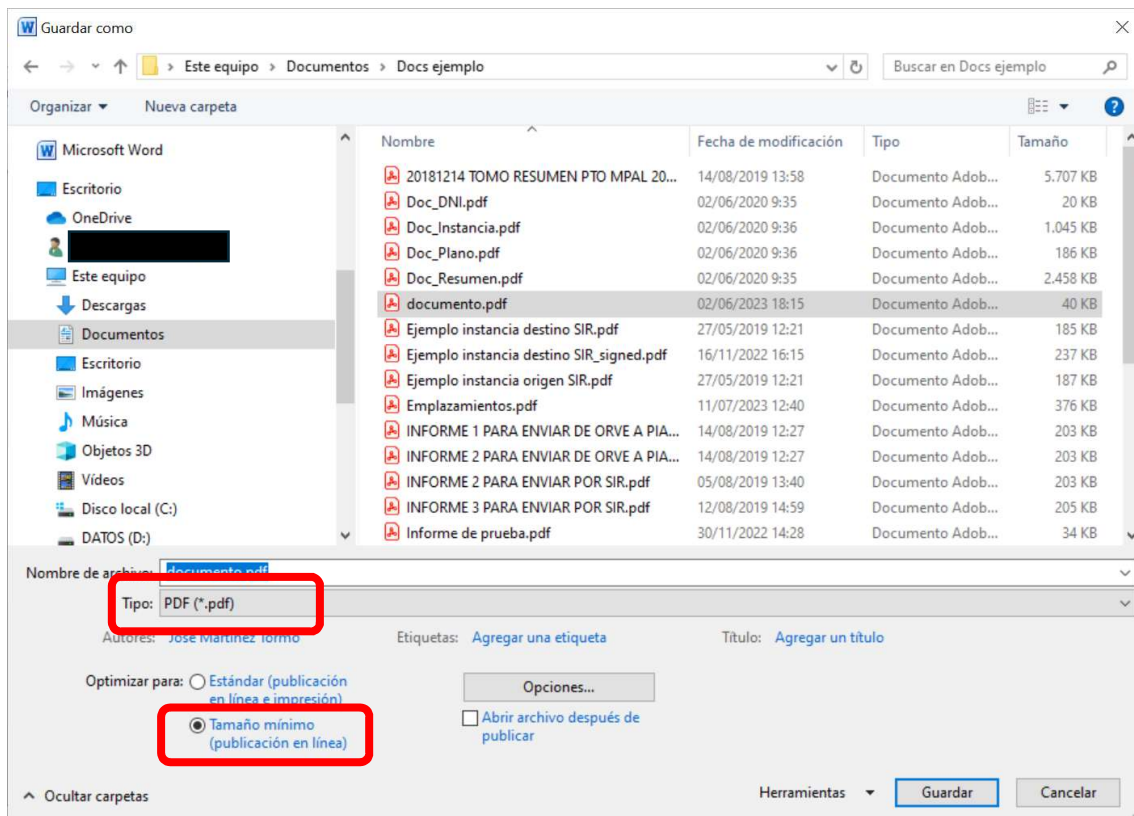 Guardar como
Este equipo > Documentos > Docs ejemplo
Buscar en Docs ejemplo
Organizar
Nueva carpeta
Microsoft Word
Escritorio
OneDrive
Este equipo
Descargas
Documentos
Escritorio
Imágenes
Música
Objetos 3D
Vídeos
Disco local (C:)
DATOS (D:)
Nombre Fecha de modificación Tipo Tamaño
20181214 TOMO RESUMEN PTO MPAL 20... 14/08/2019 13:58 Documento Adob... 5.707 KB
Doc_DNI.pdf 02/06/2020 9:35 Documento Adob... 20 KB
Doc_Instancia.pdf 02/06/2020 9:36 Documento Adob... 1.045 KB
Doc_Plano.pdf 02/06/2020 9:36 Documento Adob... 186 KB
Doc_Resumen.pdf 02/06/2020 9:35 Documento Adob... 2.458 KB
documento.pdf 02/06/2023 18:15 Documento Adob... 40 KB
Ejemplo instancia destino SIR.pdf 27/05/2019 12:21 Documento Adob... 185 KB
Ejemplo instancia destino SIR_signed.pdf 16/11/2022 16:15 Documento Adob... 237 KB
Ejemplo instancia origen SIR.pdf 27/05/2019 12:21 Documento Adob... 187 KB
Emplazamientos.pdf 11/07/2023 12:40 Documento Adob... 376 KB
INFORME 1 PARA ENVIAR DE ORVE A PIA... 14/08/2019 12:27 Documento Adob... 203 KB
INFORME 2 PARA ENVIAR DE ORVE A PIA... 14/08/2019 12:27 Documento Adob... 203 KB
INFORME 2 PARA ENVIAR POR SIR.pdf 05/08/2019 13:40 Documento Adob... 203 KB
INFORME 3 PARA ENVIAR POR SIR.pdf 12/08/2019 14:59 Documento Adob... 205 KB
Informe de prueba.pdf 30/11/2022 14:28 Documento Adob... 34 KB
Nombre de archivo: documento.pdf
Tipo: PDF (*.pdf)
Autores: José Martínez Tormo Etiquetas: Agregar una etiqueta Título: Agregar un título
Optimizar para: Estándar (publicación
en línea e impresión)
Tamaño mínimo
(publicación en línea)
Opciones...
Abrir archivo después de
publicar
Ocultar carpetas
Herramientas Guardar Cancelar